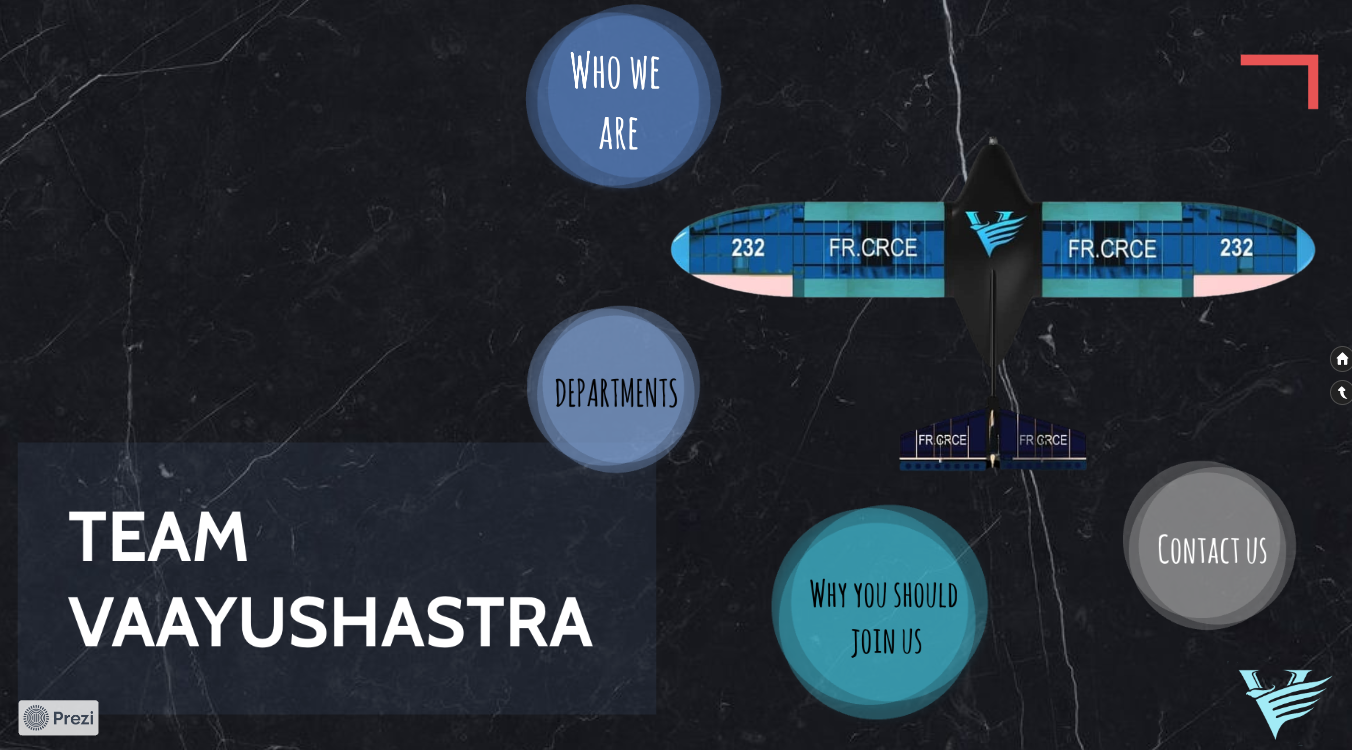 WHO WE
ARE
232
FR.CRCE
FR.CRCE
232
DEPARTMENTS
FR.CRCE
FR.CRCE
TEAM
VAAYUSHASTRA
CONTACT US
WHY YOU SHOULD
JOIN US
Prezi